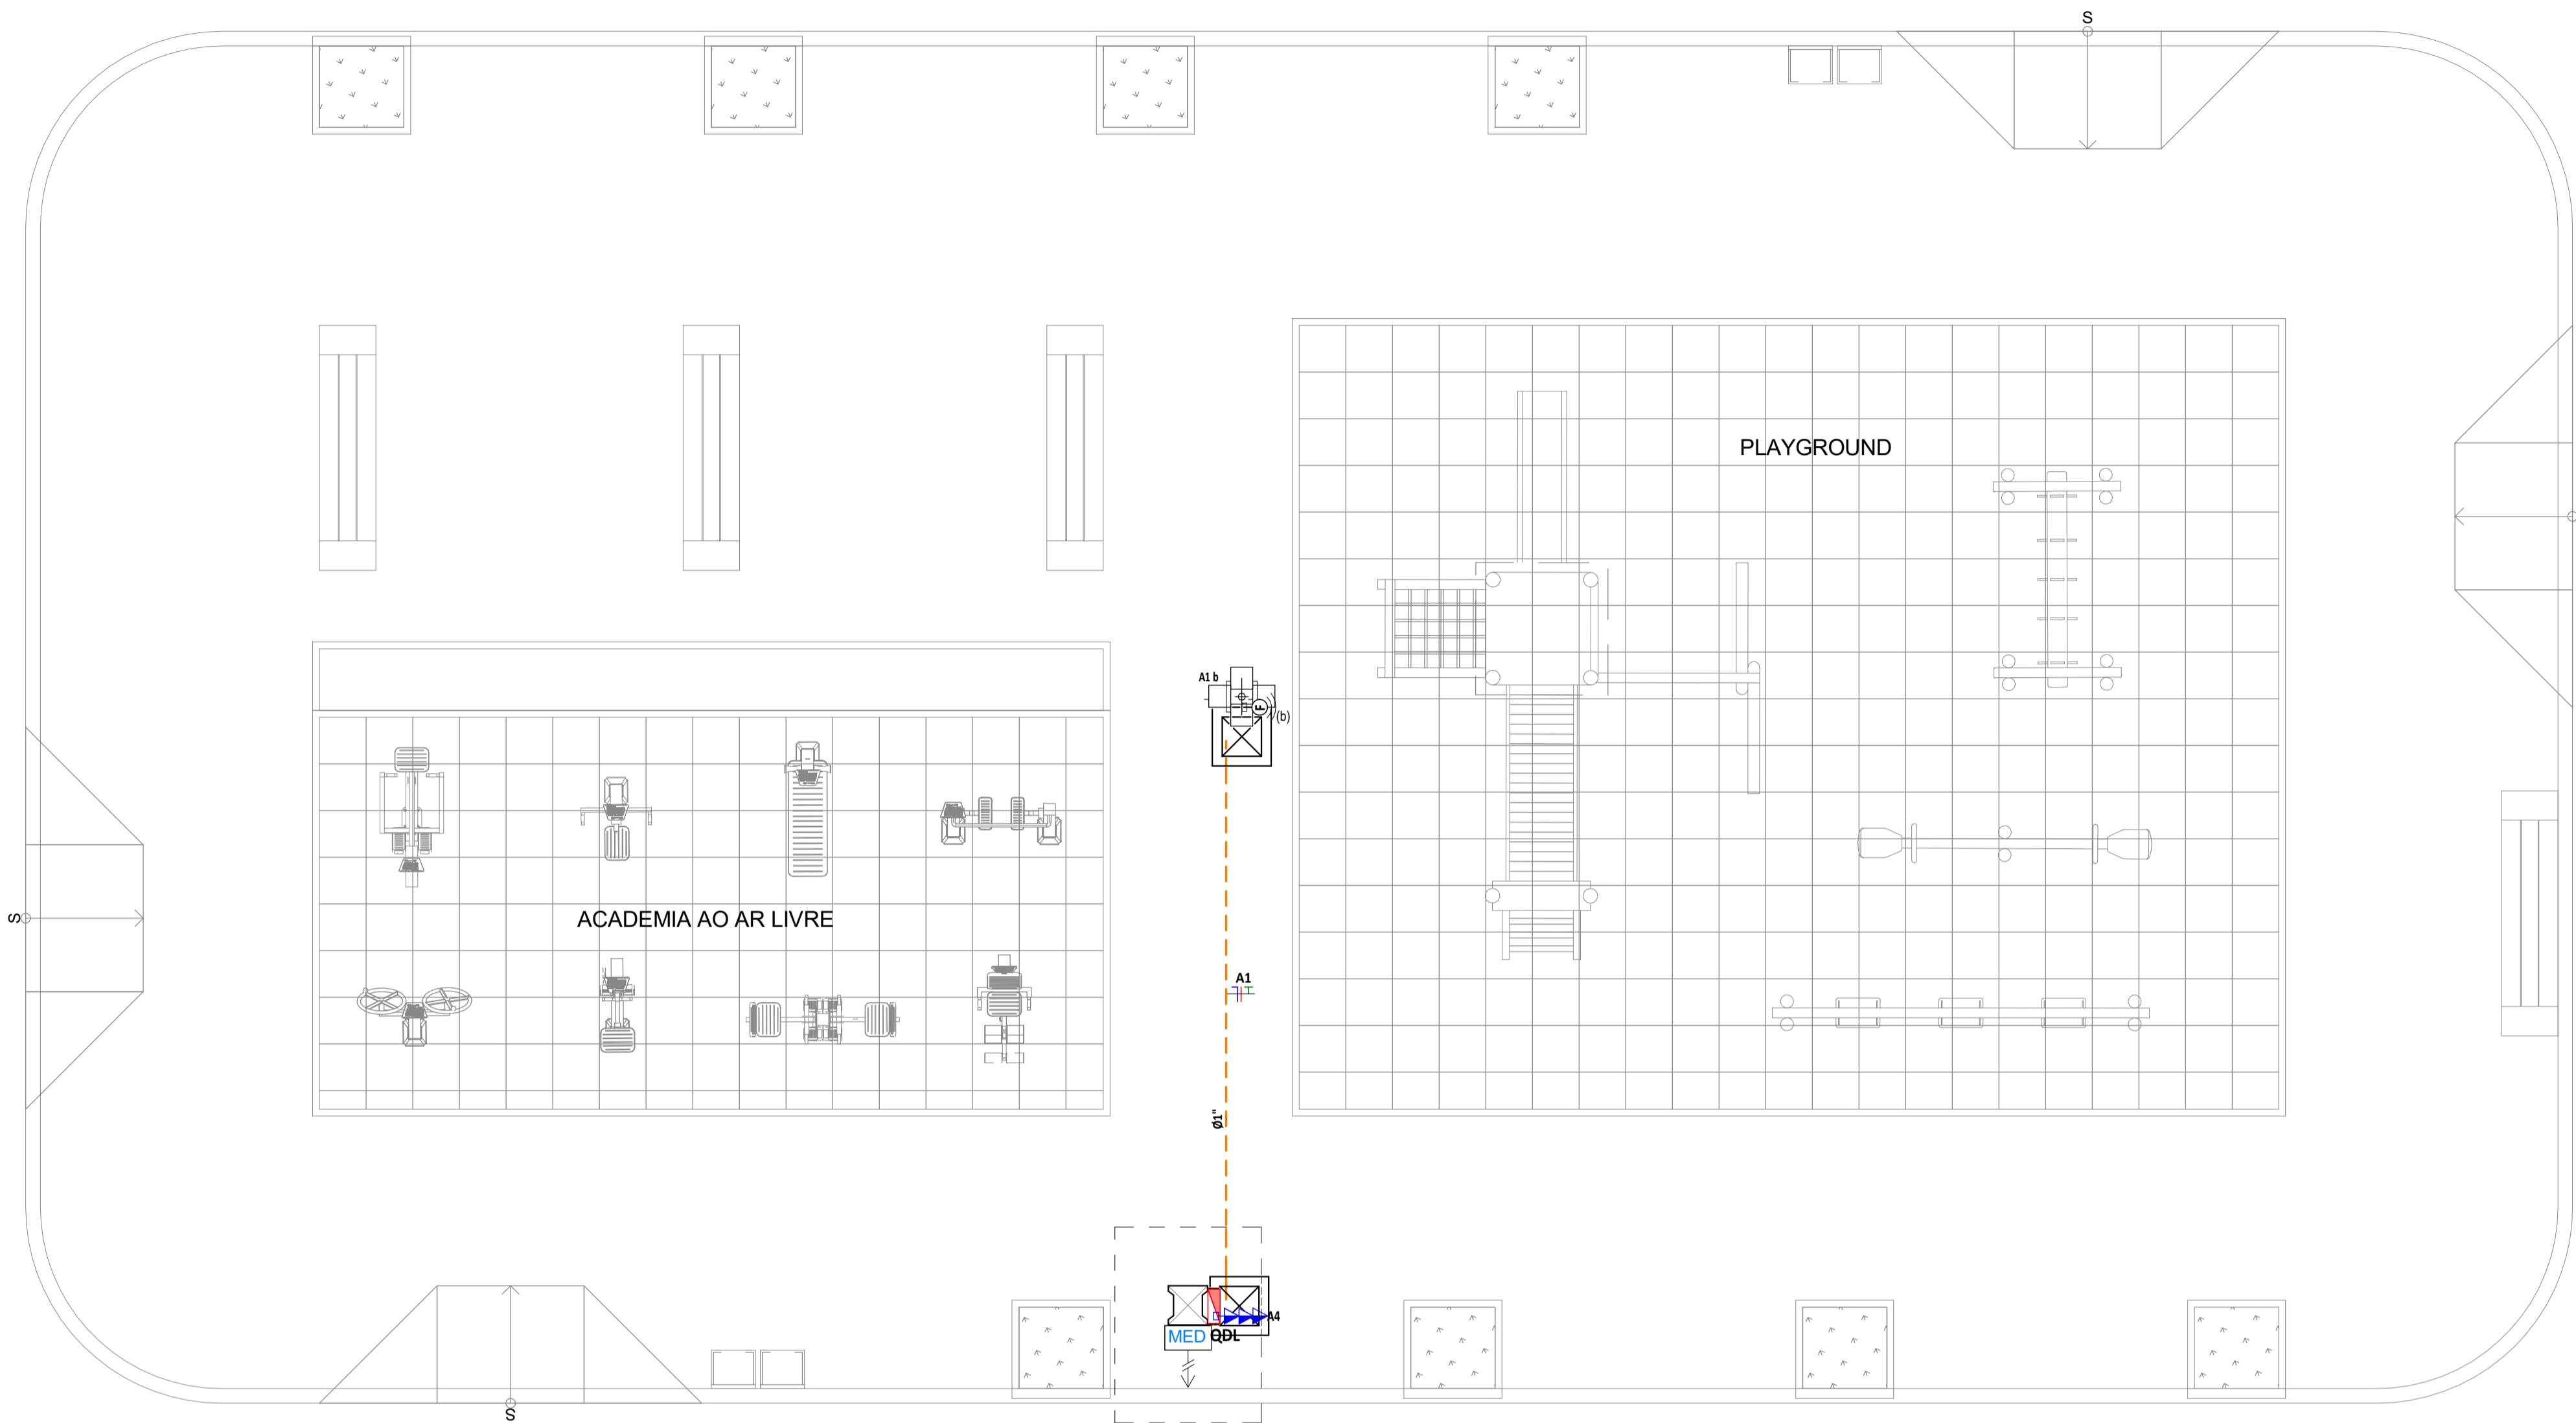 S
PLAYGROUND
A1 b
F
(b)
S
ACADEMIA AO AR LIVRE
A1
Ø1"
A4
MED
QDL
S